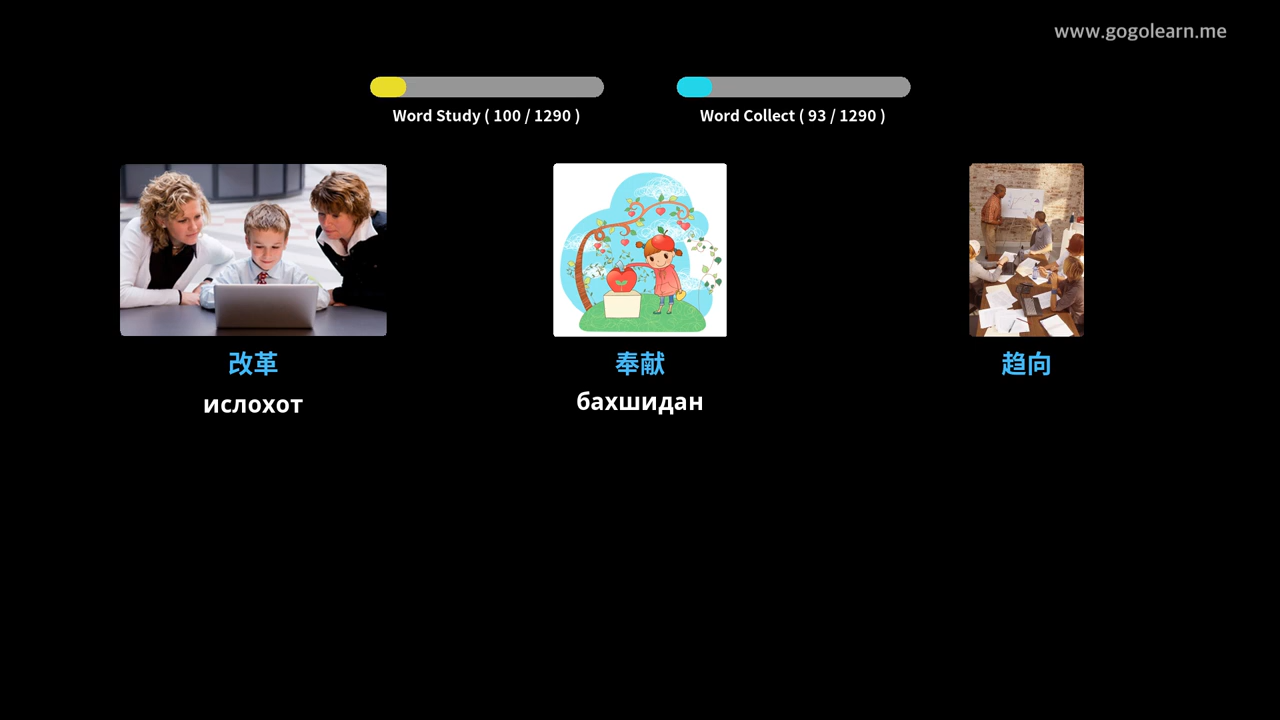 www.gogolearn.me
Word Study ( 100 / 1290 )
Word Collect ( 93 / 1290 )
改革
奉献
趋向
ислохот
бахшидан